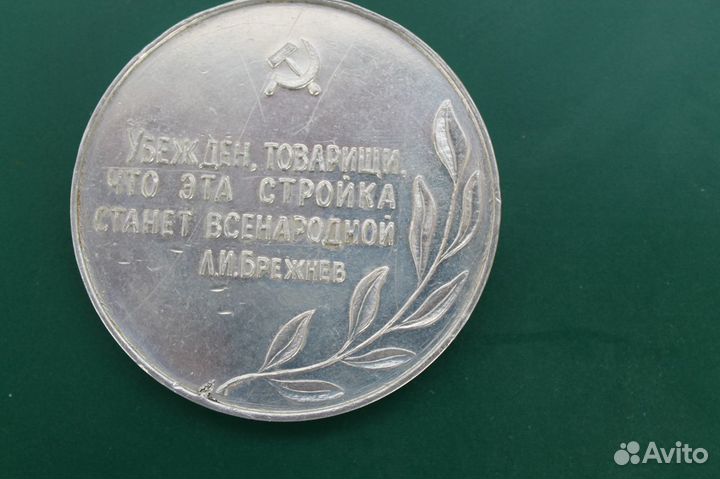 УБЕЖДЕН, ТОВАРИЩИ,
ЧТО ЭТА СТРОЙКА
СТАНЕТ ВСЕНАРОДНОЙ
Л.И.БРЕЖНЕВ
Avito